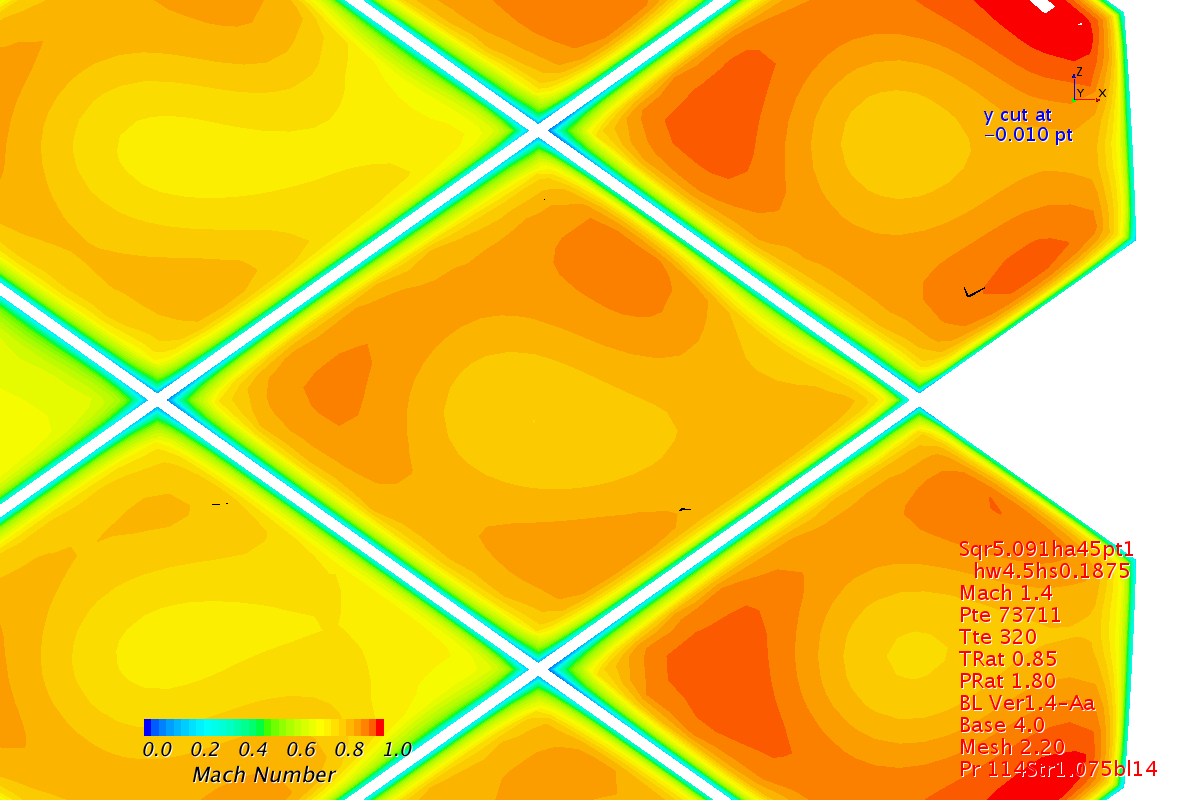 Z
Y X
y cut at
-0.010 pt
Sqr5.091ha45pt1
hw4.5hs0.1875
Mach 1.4
Pte 73711
Tte 320
TRat 0.85
PRat 1.80
BL Ver1.4-Aa
Base 4.0
Mesh 2.20
Pr 114Str1.075bl14
0.0 0.2 0.4 0.6 0.8 1.0
Mach Number